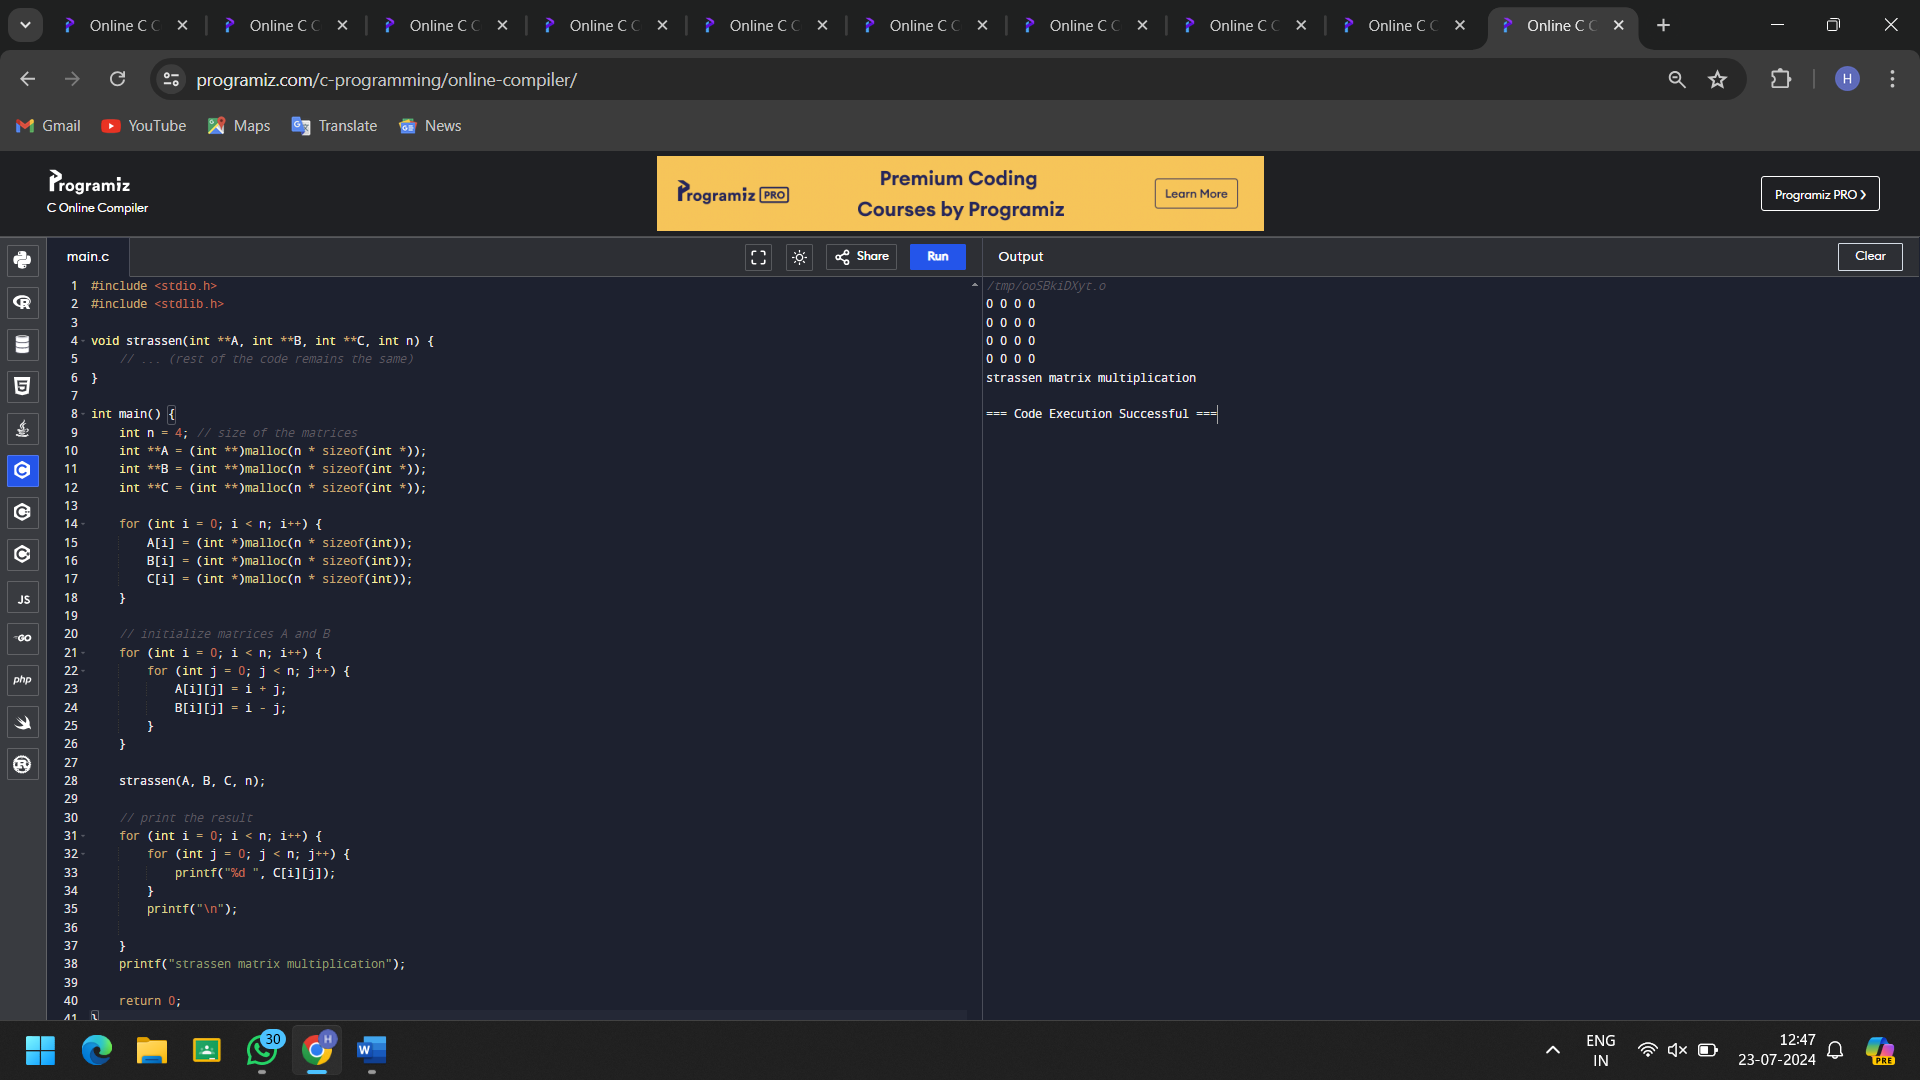 Online C C Online C C Online C C Online C C Online C C Online C C Online C C Online C C Online C C Online C C
programiz.com/c-programming/online-compiler/
H
Gmail YouTube Maps Translate News
Programiz
C Online Compiler
Programiz PRO
Premium Coding
Courses by Programiz
Learn More
Programiz PRO
main.c
Share
Run
Output
Clear
1 #include <stdio.h>
2 #include <stdlib.h>
3
4 void strassen(int **A, int **B, int **C, int n) {
5 // ... (rest of the code remains the same)
6 }
7
8 int main() {
9 int n = 4; // size of the matrices
10 int **A = (int **)malloc(n * sizeof(int *));
11 int **B = (int **)malloc(n * sizeof(int *));
12 int **C = (int **)malloc(n * sizeof(int *));
13
14 for (int i = 0; i < n; i++) {
15 A[i] = (int *)malloc(n * sizeof(int));
16 B[i] = (int *)malloc(n * sizeof(int));
17 C[i] = (int *)malloc(n * sizeof(int));
18 }
19
20 // initialize matrices A and B
21 for (int i = 0; i < n; i++) {
22 for (int j = 0; j < n; j++) {
23 A[i][j] = i + j;
24 B[i][j] = i - j;
25 }
26 }
27
28 strassen(A, B, C, n);
29
30 // print the result
31 for (int i = 0; i < n; i++) {
32 for (int j = 0; j < n; j++) {
33 printf("%d ", C[i][j]);
34 }
35 printf("\n");
36
37 }
38 printf("strassen matrix multiplication");
39
40 return 0;
41 }
/tmp/ooSBkiDXyt.o
0 0 0 0
0 0 0 0
0 0 0 0
0 0 0 0
strassen matrix multiplication
=== Code Execution Successful ===
JS
GO
php
30
H
W
ENG
IN
12:47
23-07-2024
PRE